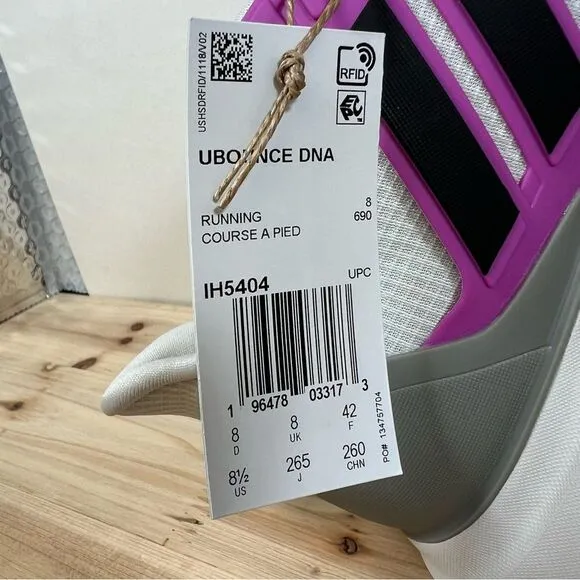 USHSDRFID/1118/V02
RFID
EPC
UBOUNCE DNA
RUNNING 8
COURSE A PIED 690
IH5404 UPC
1 96478 03317 3
8 8 42
D UK F
8½ 265 260
US J CHN
PO# 134757704